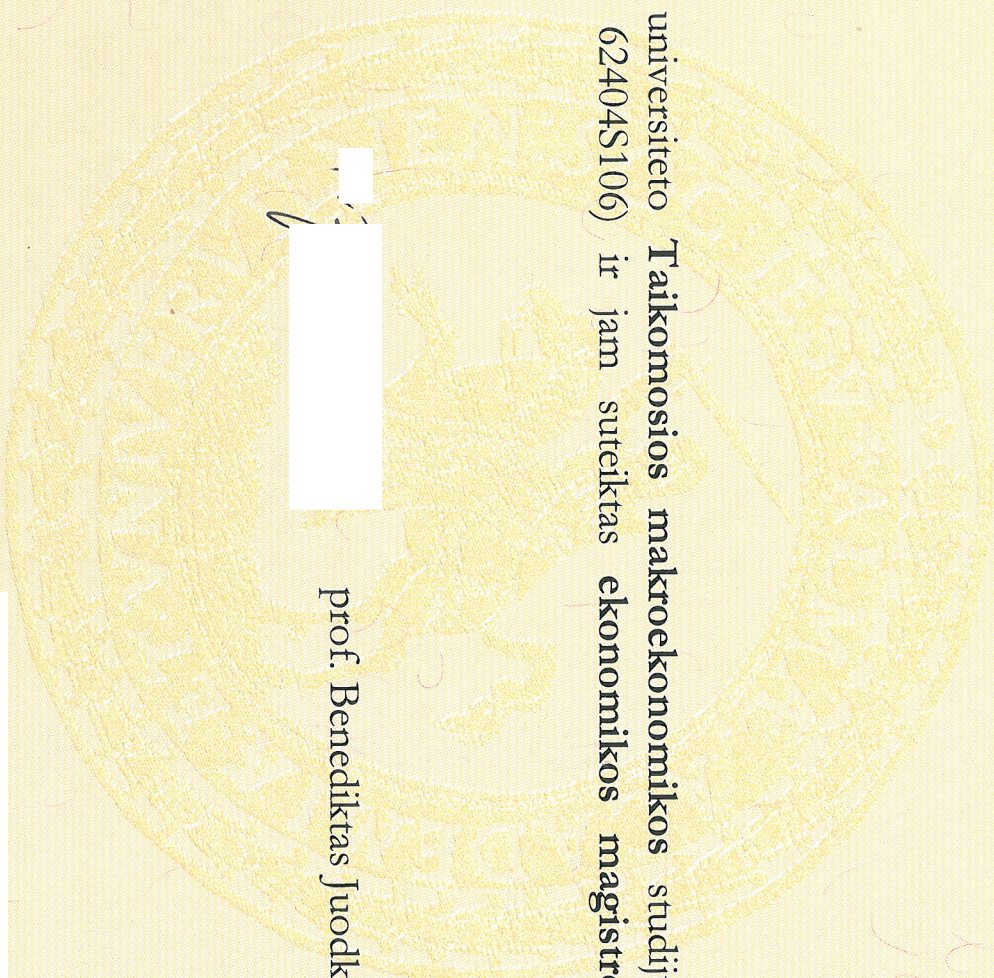 universiteto Taikomosios makroekonomikos studij
62404S106) ir jam suteiktas ekonomikos magistr
prof. Benediktas Juodk